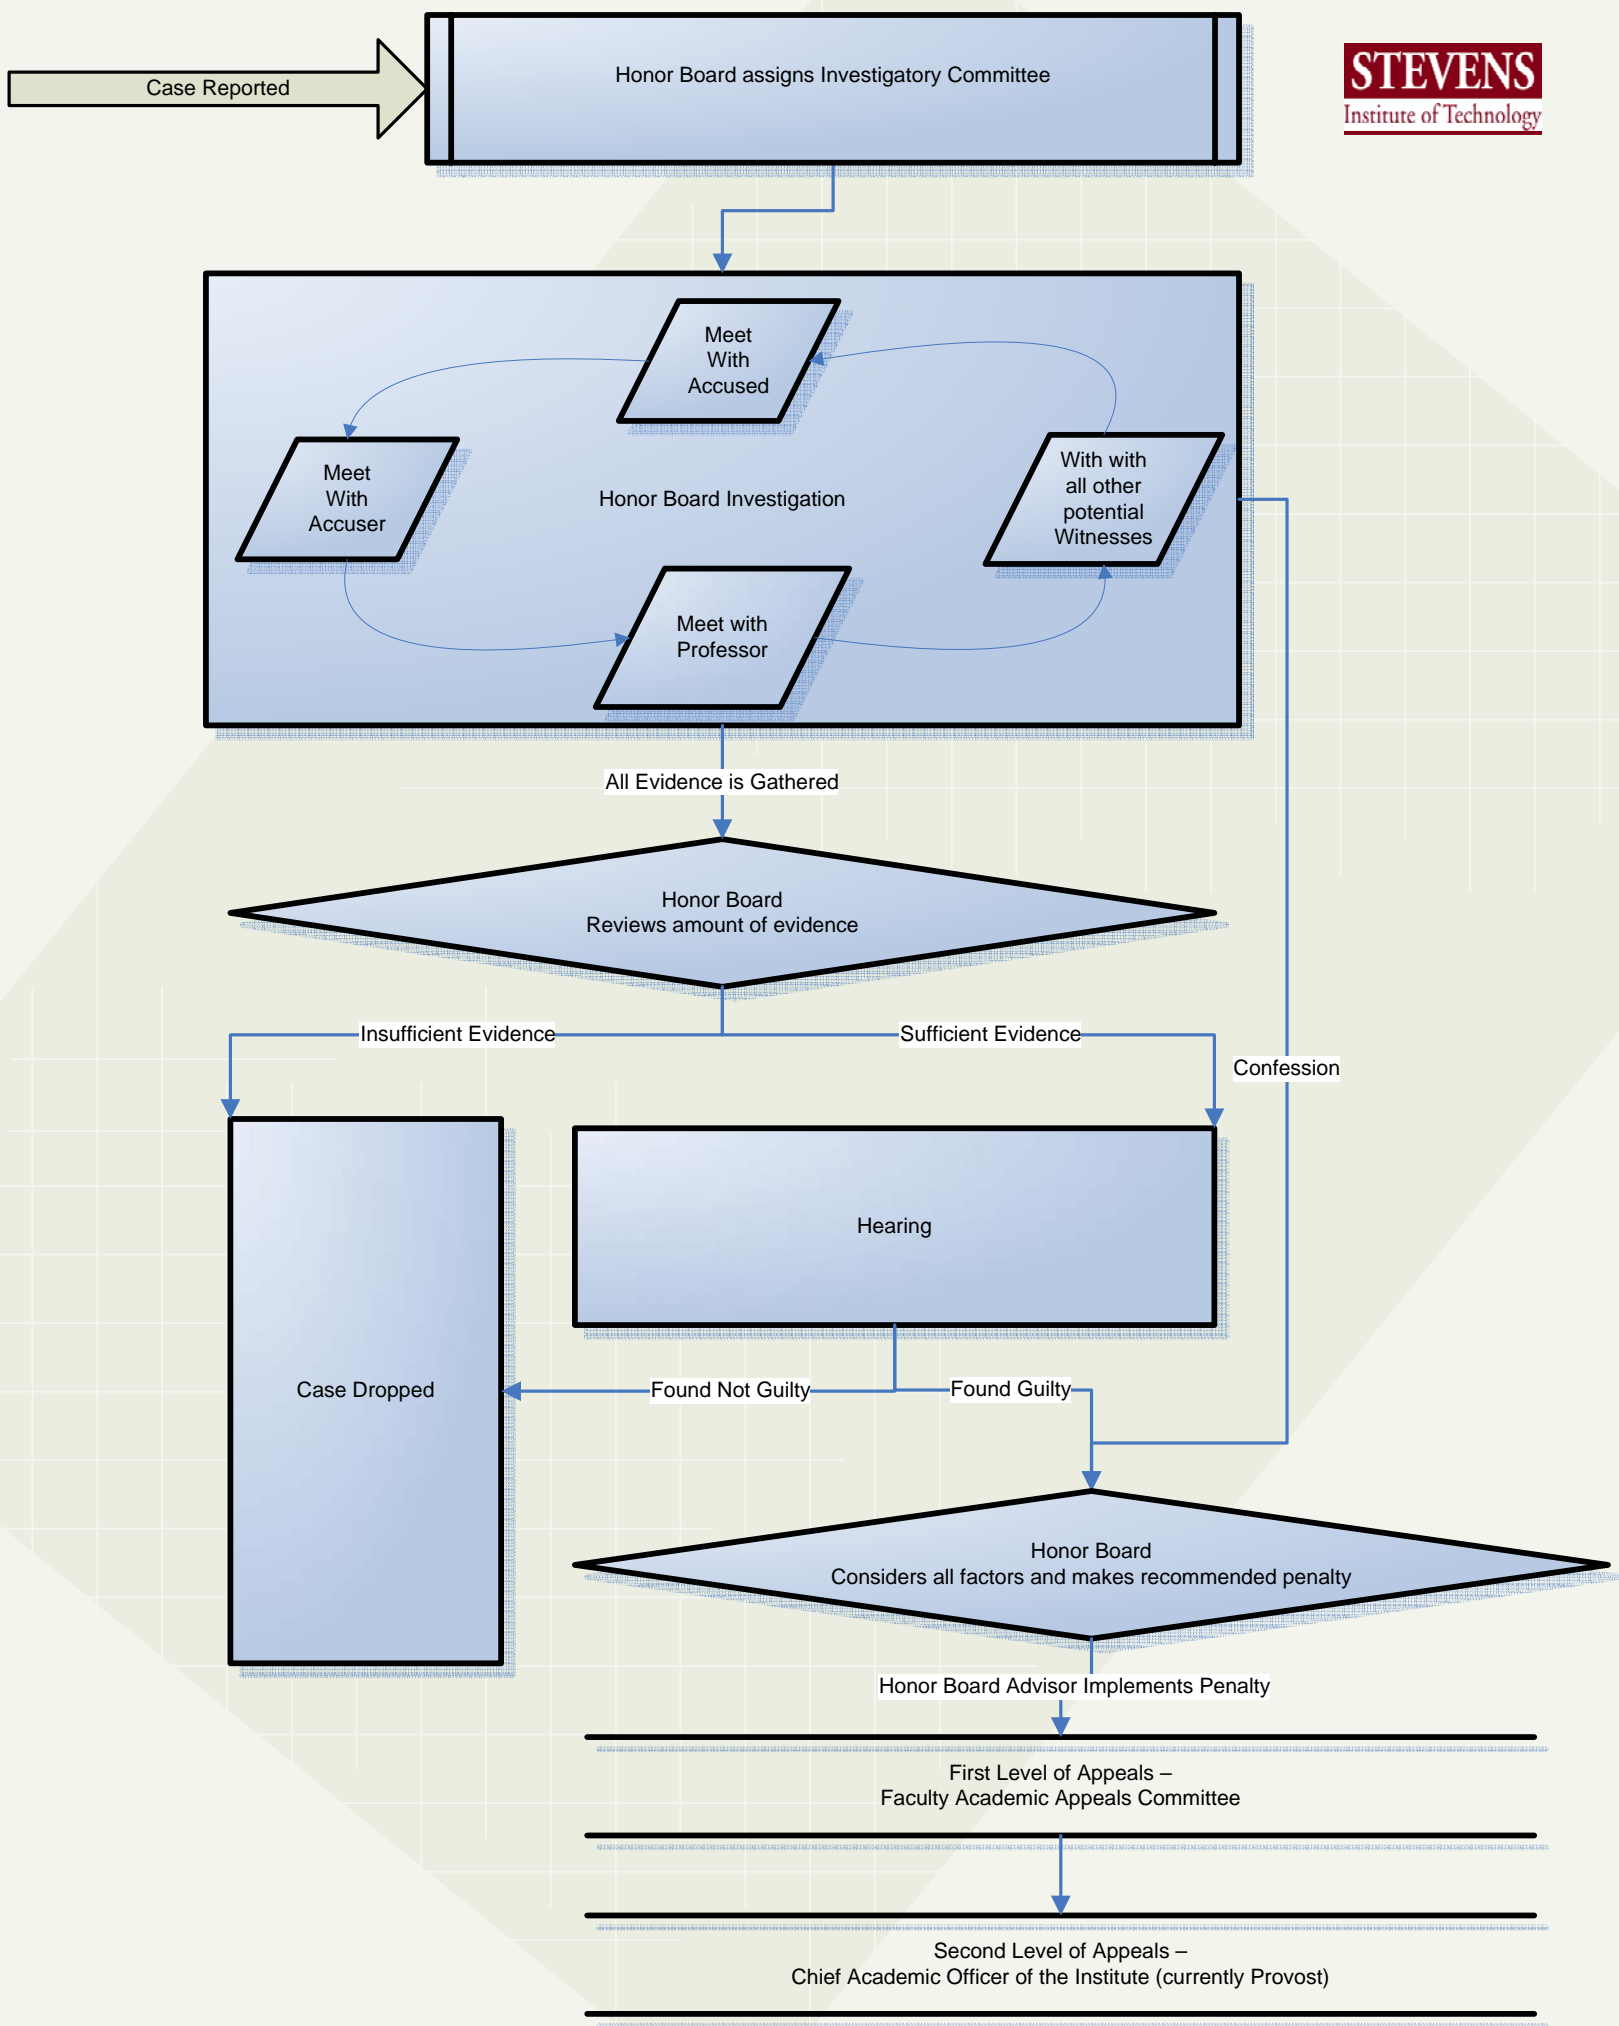 Case Reported
Honor Board assigns Investigatory Committee
STEVENS
Institute of Technology
Meet
With
Accused
Meet
With
Accuser
Honor Board Investigation
With with
all other
potential
Witnesses
Meet with
Professor
All Evidence is Gathered
Honor Board
Reviews amount of evidence
Insufficient Evidence
Sufficient Evidence
Confession
Hearing
Case Dropped
Found Not Guilty
Found Guilty
Honor Board
Considers all factors and makes recommended penalty
Honor Board Advisor Implements Penalty
First Level of Appeals –
Faculty Academic Appeals Committee
Second Level of Appeals –
Chief Academic Officer of the Institute (currently Provost)